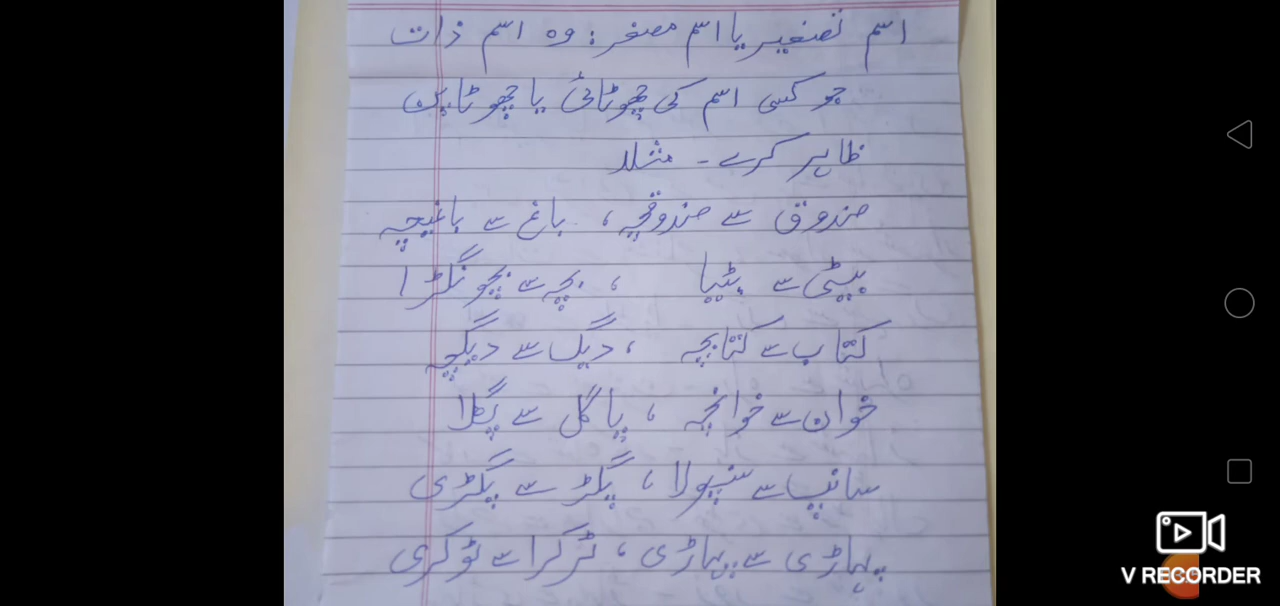 اسم تصغیر یا اسم مصغر: وہ اسم ذات
جو کسی اسم کی چھوٹائی یا چھوٹا پن
ظاہر کرے۔ مثلاً
صندوق سے صندوقچہ، باغ سے باغیچہ
بیٹی سے بٹیا ، بچہ سے بچونگڑا
کتاب سے کتابچہ ، دیگ سے دیگچہ
خوان سے خوانچہ ، پاگل سے پگلا
سانپ سے سنپولا ، پگڑ سے پگڑی
پہاڑی سے پہاڑی ، ٹرکرا سے ٹوکری
V RECORDER